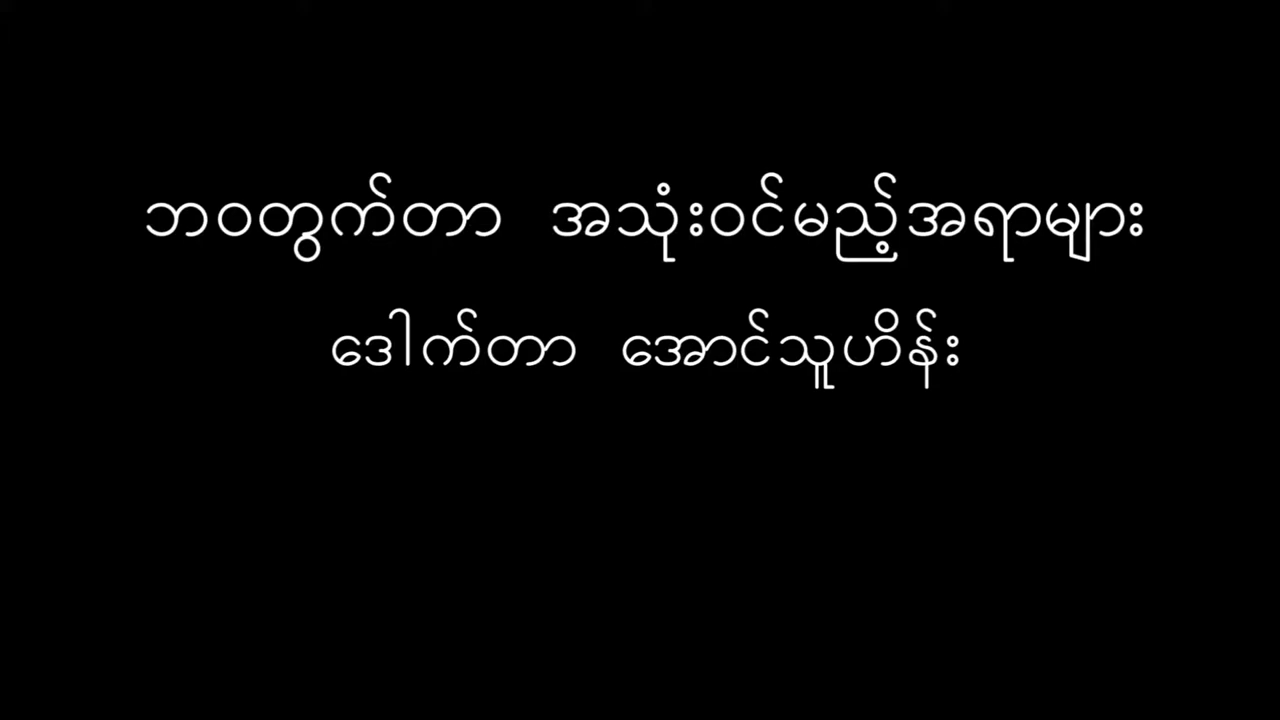 ဘဝတွက်တာ အသုံးဝင်မည့်အရာများ
ဒေါက်တာ အောင်သူဟိန်း